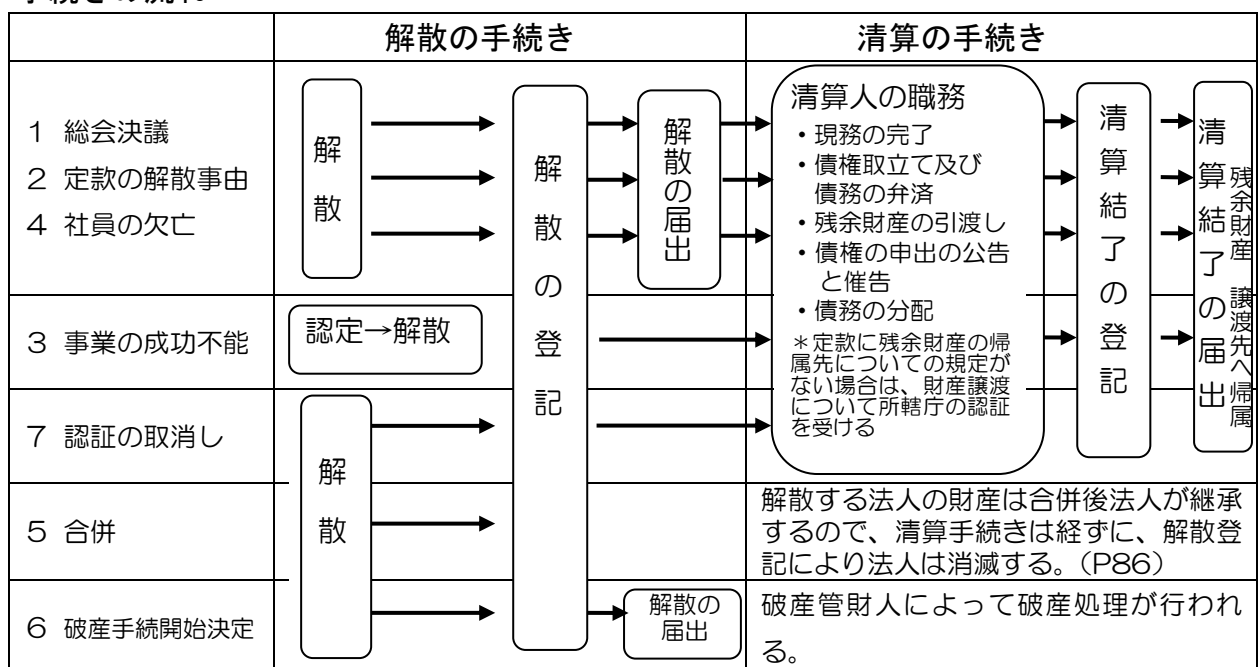 解散の手続き
清算の手続き
1 総会決議
2 定款の解散事由
4 社員の欠亡
解散
解散の登記
解散の届出
清算人の職務
・現務の完了
・債権取立て及び
債務の弁済
・残余財産の引渡し
・債権の申出の公告
と催告
・債務の分配
＊定款に残余財産の帰
属先についての規定が
ない場合は、財産譲渡
について所轄庁の認証
を受ける
清算結了の登記
清算結了の届出
残余財産 譲渡先へ帰属
3 事業の成功不能
認定→解散
7 認証の取消し
解散
5 合併
解散する法人の財産は合併後法人が継承
するので、清算手続きは経ずに、解散登
記により法人は消滅する。（P86）
6 破産手続開始決定
解散の
届出
破産管財人によって破産処理が行われ
る。